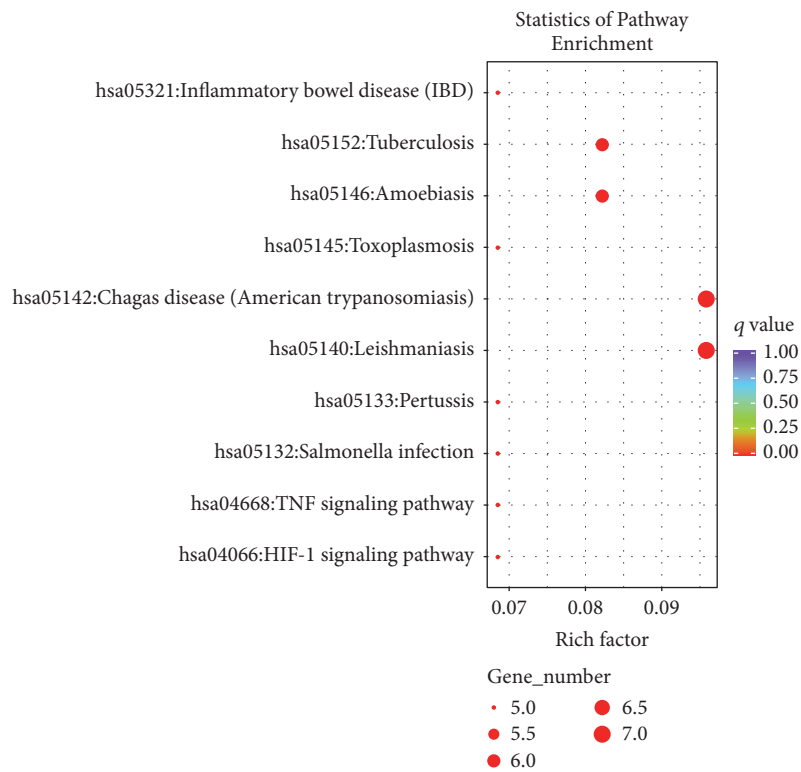 Statistics of Pathway
Enrichment
hsa05321:Inflammatory bowel disease (IBD)
hsa05152:Tuberculosis
hsa05146:Amoebiasis
hsa05145:Toxoplasmosis
hsa05142:Chagas disease (American trypanosomiasis)
hsa05140:Leishmaniasis
hsa05133:Pertussis
hsa05132:Salmonella infection
hsa04668:TNF signaling pathway
hsa04066:HIF-1 signaling pathway
0.07 0.08 0.09
Rich factor
q value
1.00
0.75
0.50
0.25
0.00
Gene_number
5.0
5.5
6.0
6.5
7.0